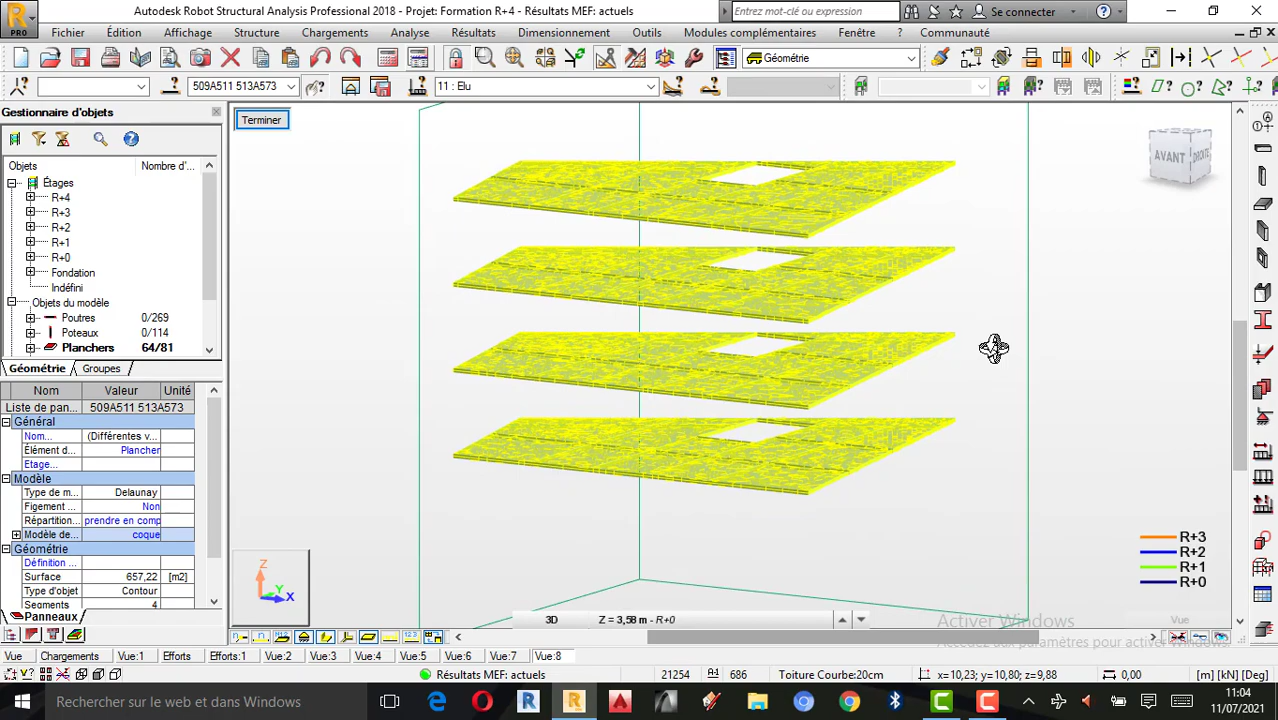 Autodesk Robot Structural Analysis Professional 2018 - Projet: Formation R+4 - Résultats MEF: actuels
Entrez mot-clé ou expression
Se connecter
PRO
Fichier Édition Affichage Structure Chargements Analyse Résultats Dimensionnement Outils Modules complémentaires Fenêtre ? Communauté
Géométrie
509A511 513A573
11 : Elu
Gestionnaire d'objets
Terminer
Objets Nombre d'...
Étages
R+4
R+3
R+2
R+1
R+0
Fondation
Indéfini
Objets du modèle
Poutres 0/269
Poteaux 0/114
Planchers 64/81
Géométrie Groupes
Nom Valeur Unité
Liste de pan... 509A511 513A573
Général
Nom... (Différentes v...
Élément d... Plancher
Etage...
Modèle
Type de m... Delaunay
Figement ... Non
Répartition... prendre en comp
Modèle de... coque
Géométrie
Définition ...
Surface 657,22 [m2]
Type d'objet Contour
Segments 4
Panneaux
AVANT DROITE
Z
Y
X
R+3
R+2
R+1
R+0
3D Z = 3,58 m - R+0
Vue
Activer Windows
Accédez aux paramètres pour activer Windows.
Vue Chargements Vue:1 Efforts Efforts:1 Vue:2 Vue:3 Vue:4 Vue:5 Vue:6 Vue:7 Vue:8
Résultats MEF: actuels 21254 686 Toiture Courbe:20cm x=10,23; y=10,80; z=9,88 0,00 [m] [kN] [Deg]
Rechercher sur le web et dans Windows
11:04
11/07/2021